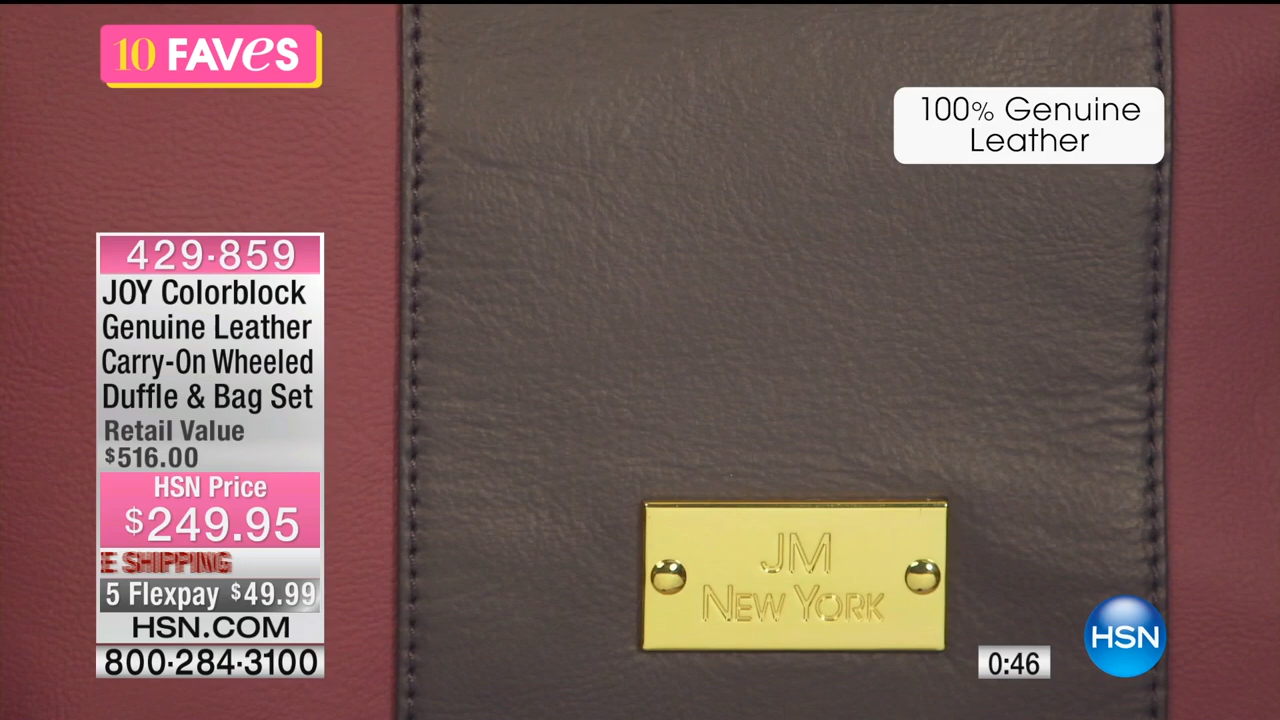 10 FAVeS
100% Genuine
Leather
429-859
JOY Colorblock
Genuine Leather
Carry-On Wheeled
Duffle & Bag Set
Retail Value
$516.00
HSN Price
$249.95
E SHIPPING
5 Flexpay $49.99
HSN.COM
800-284-3100
JM
NEW YORK
0:46
HSN